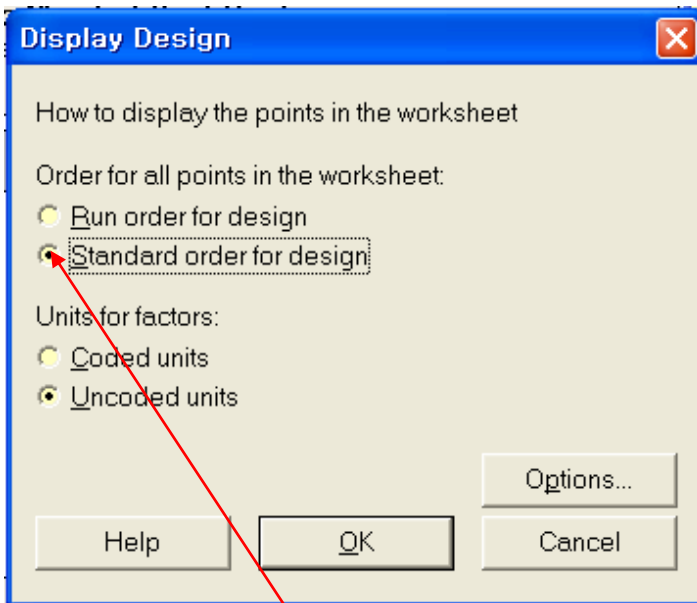 Display Design
How to display the points in the worksheet
Order for all points in the worksheet:
Run order for design
Standard order for design
Units for factors:
Coded units
Uncoded units
Options...
Help
OK
Cancel